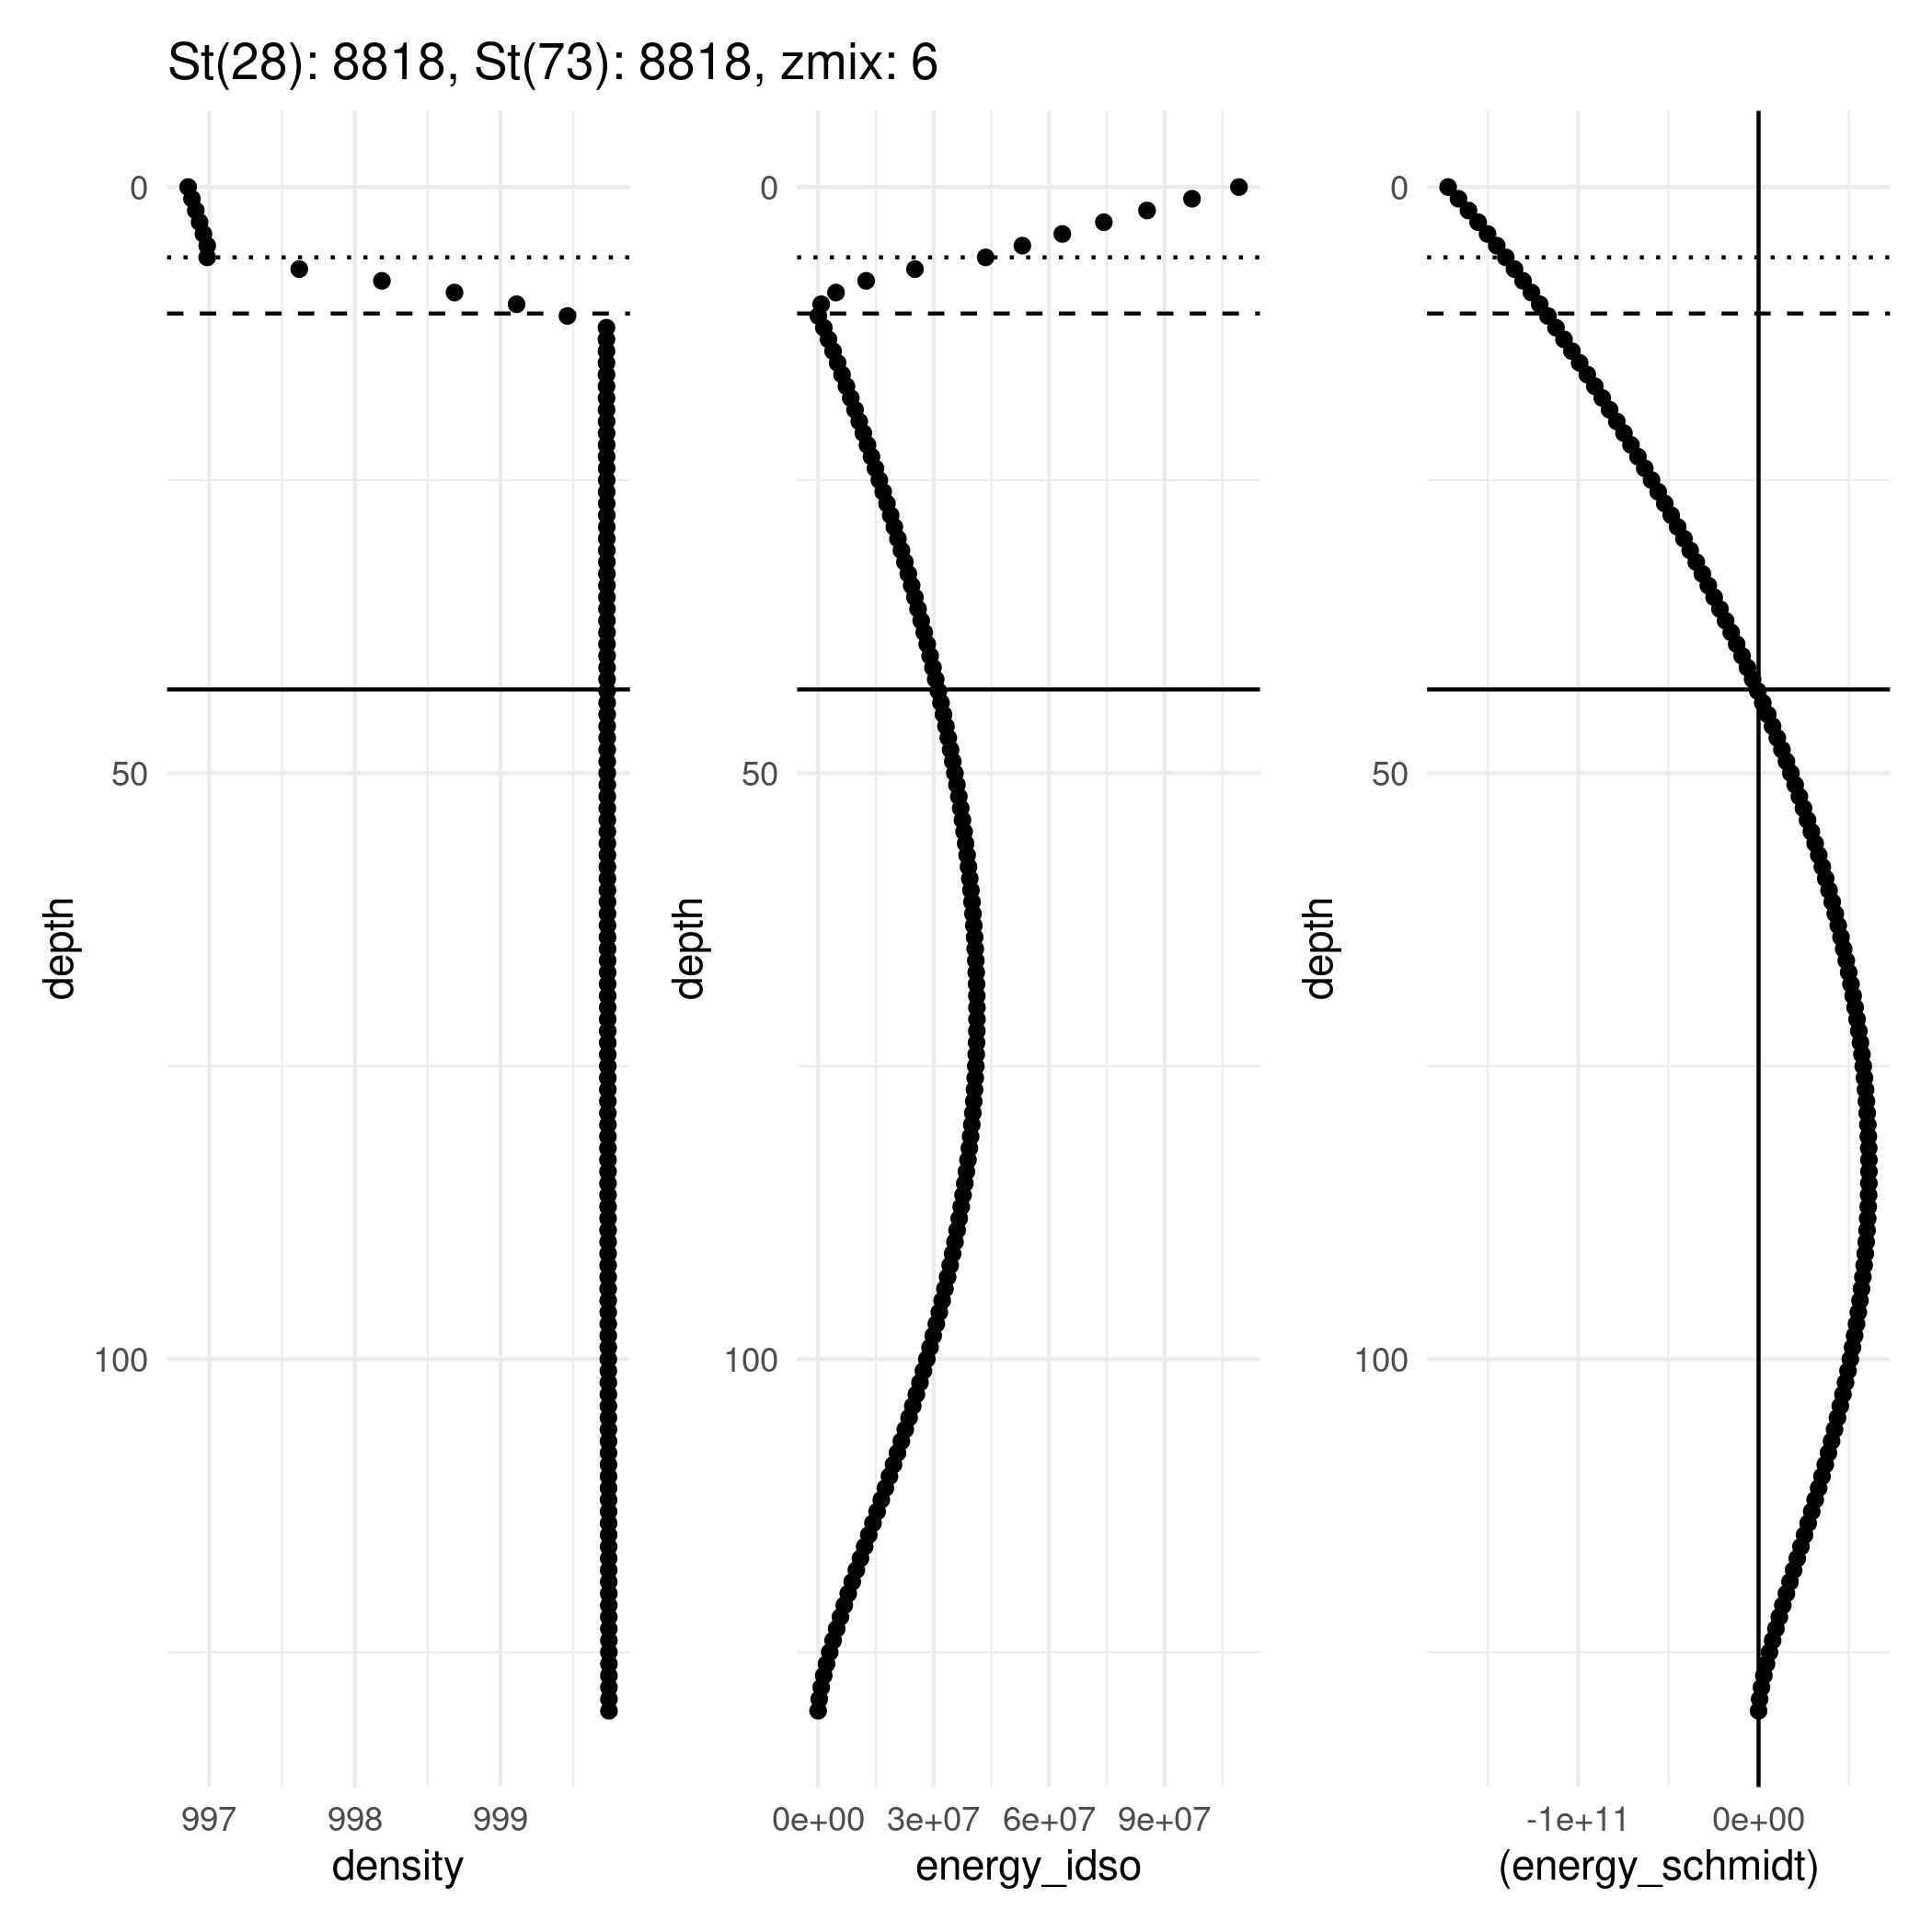 St(28): 8818, St(73): 8818, zmix: 6
0
50
100
depth
997 998 999
density
0
50
100
depth
0e+00 3e+07 6e+07 9e+07
energy_idso
0
50
100
depth
-1e+11 0e+00
(energy_schmidt)